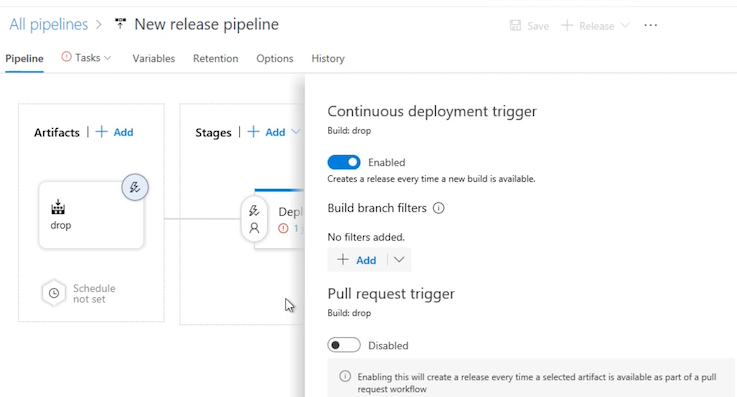 All pipelines > New release pipeline
Save + Release ...
Pipeline Tasks Variables Retention Options History
Artifacts | + Add
Stages | + Add
drop
Schedule
not set
1
Continuous deployment trigger
Build: drop
Enabled
Creates a release every time a new build is available.
Build branch filters
No filters added.
+ Add
Pull request trigger
Build: drop
Disabled
Enabling this will create a release every time a selected artifact is available as part of a pull
request workflow